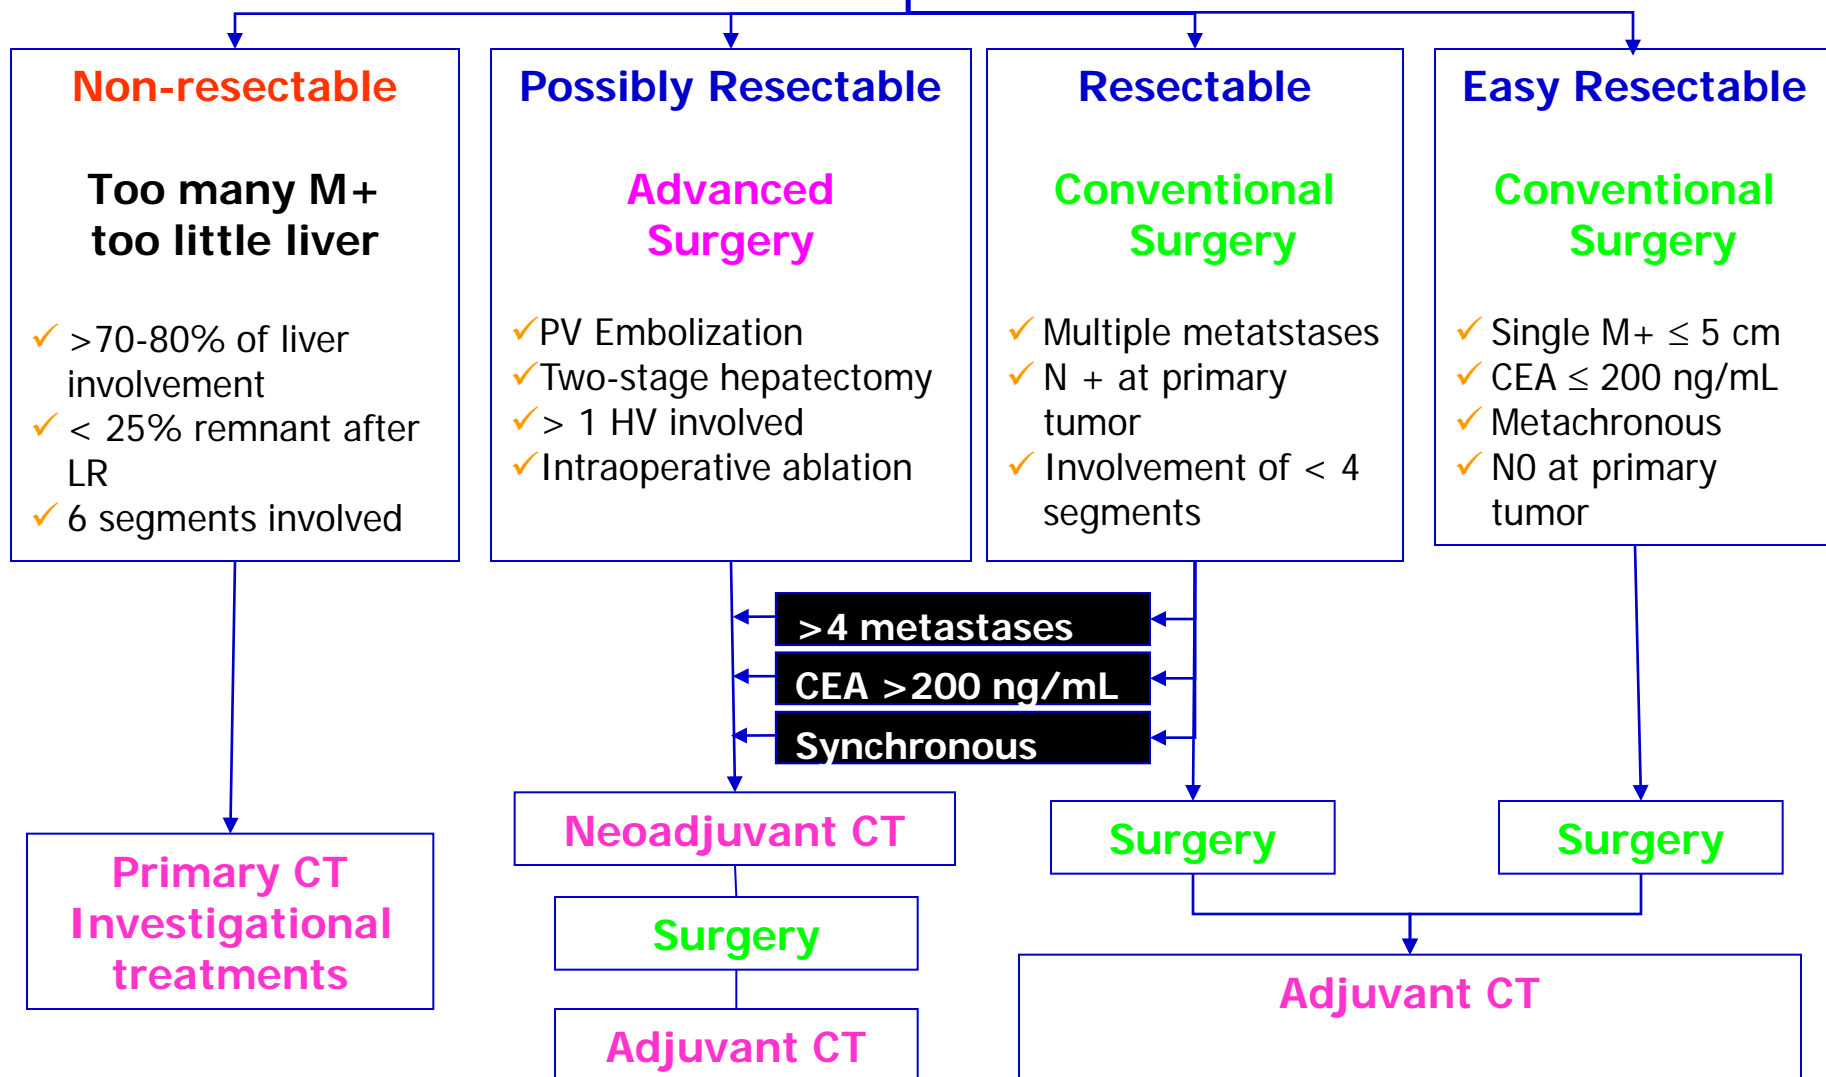 Non-resectable
Too many M+
too little liver
✓ >70-80% of liver
involvement
✓ < 25% remnant after
LR
✓ 6 segments involved
Possibly Resectable
Advanced
Surgery
✓PV Embolization
✓Two-stage hepatectomy
✓> 1 HV involved
✓Intraoperative ablation
Resectable
Conventional
Surgery
✓ Multiple metatstases
✓ N + at primary
tumor
✓ Involvement of < 4
segments
Easy Resectable
Conventional
Surgery
✓ Single M+ ≤ 5 cm
✓ CEA ≤ 200 ng/mL
✓ Metachronous
✓ N0 at primary
tumor
>4 metastases
CEA >200 ng/mL
Synchronous
Primary CT
Investigational
treatments
Neoadjuvant CT
Surgery
Adjuvant CT
Surgery
Surgery
Adjuvant CT